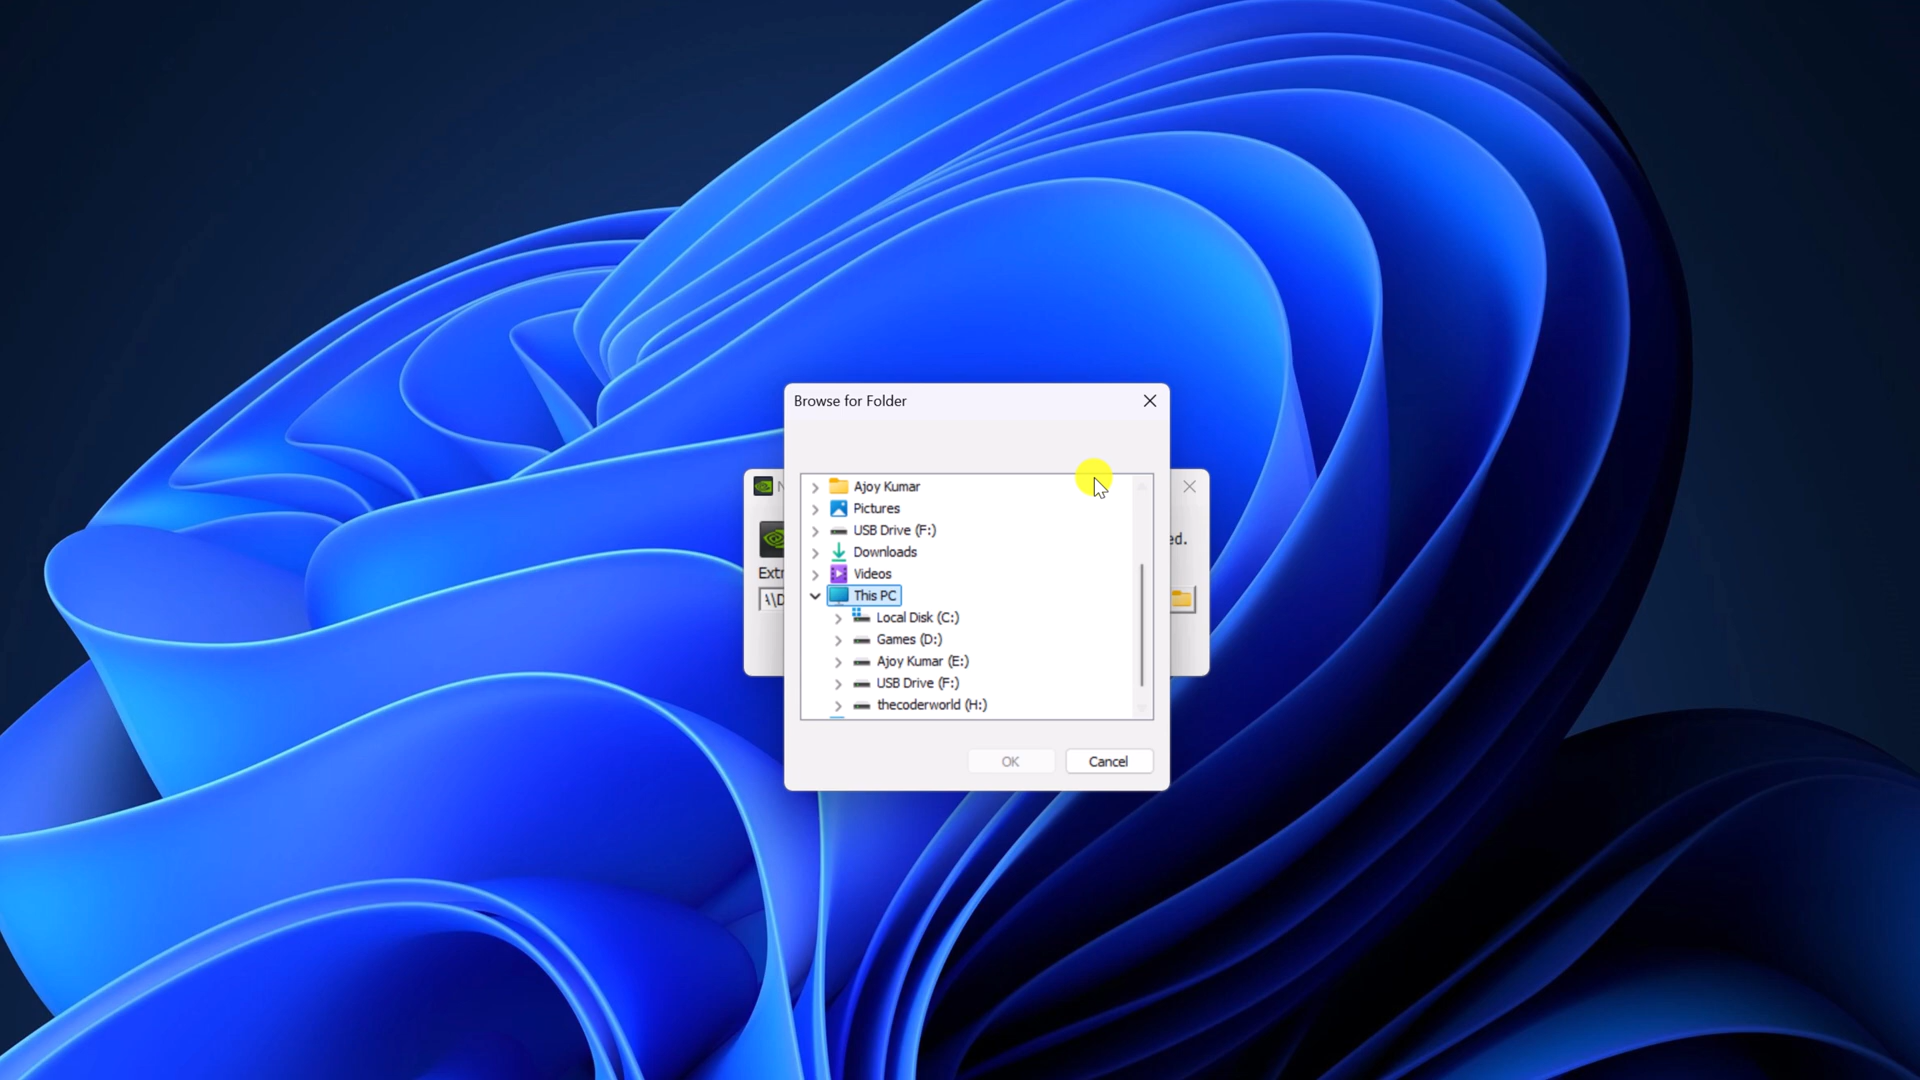 Browse for Folder
Ajoy Kumar
Pictures
USB Drive (F:)
ed.
Downloads
Extr
Videos
This PC
Local Disk (C:)
Games (D:)
Ajoy Kumar (E:)
USB Drive (F:)
thecoderworld (H:)
OK
Cancel